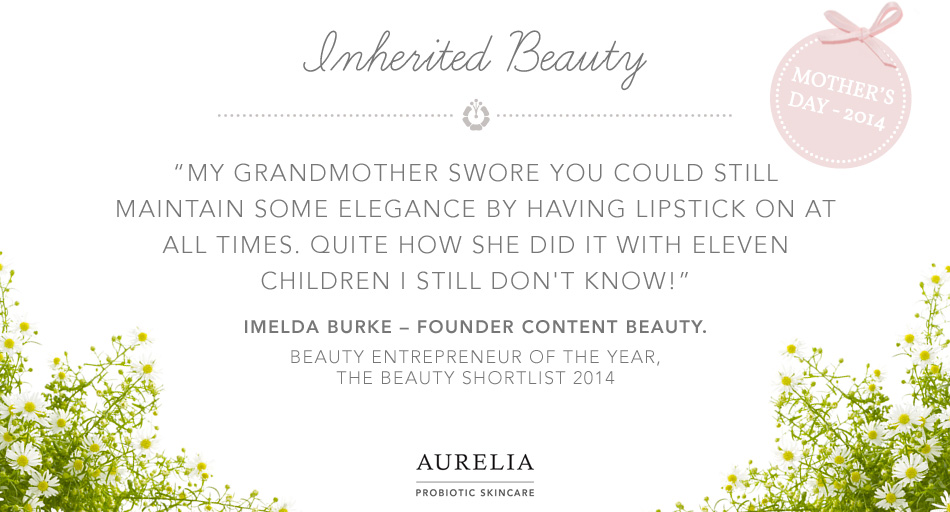 Inherited Beauty
MOTHER'S
DAY - 2014
“MY GRANDMOTHER SWORE YOU COULD STILL
MAINTAIN SOME ELEGANCE BY HAVING LIPSTICK ON AT
ALL TIMES. QUITE HOW SHE DID IT WITH ELEVEN
CHILDREN I STILL DON'T KNOW!”
IMELDA BURKE – FOUNDER CONTENT BEAUTY.
BEAUTY ENTREPRENEUR OF THE YEAR,
THE BEAUTY SHORTLIST 2014
AURELIA
PROBIOTIC SKINCARE